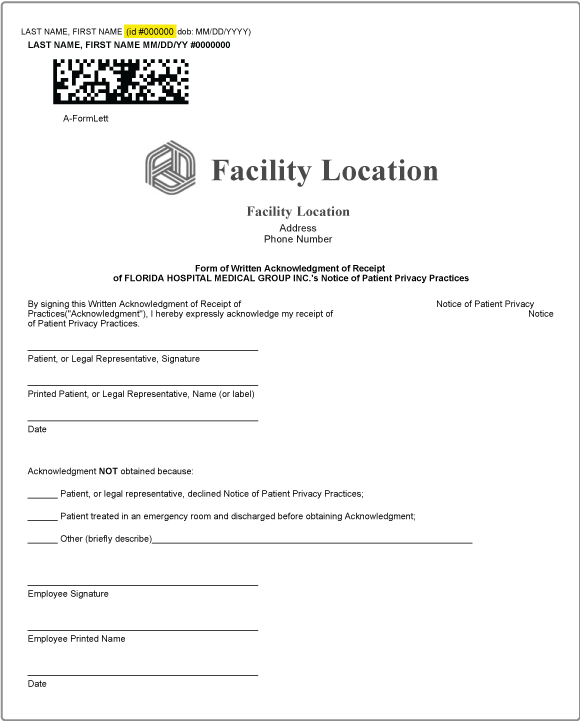 LAST NAME, FIRST NAME (id #000000 dob: MM/DD/YYYY)
LAST NAME, FIRST NAME MM/DD/YY #0000000
A-FormLett
Facility Location
Facility Location
Address
Phone Number
Form of Written Acknowledgment of Receipt
of FLORIDA HOSPITAL MEDICAL GROUP INC.'s Notice of Patient Privacy Practices
By signing this Written Acknowledgment of Receipt of Notice of Patient Privacy
Practices("Acknowledgment"), I hereby expressly acknowledge my receipt of Notice
of Patient Privacy Practices.
Patient, or Legal Representative, Signature
Printed Patient, or Legal Representative, Name (or label)
Date
Acknowledgment NOT obtained because:
______ Patient, or legal representative, declined Notice of Patient Privacy Practices;
______ Patient treated in an emergency room and discharged before obtaining Acknowledgment;
______ Other (briefly describe)______
Employee Signature
Employee Printed Name
Date